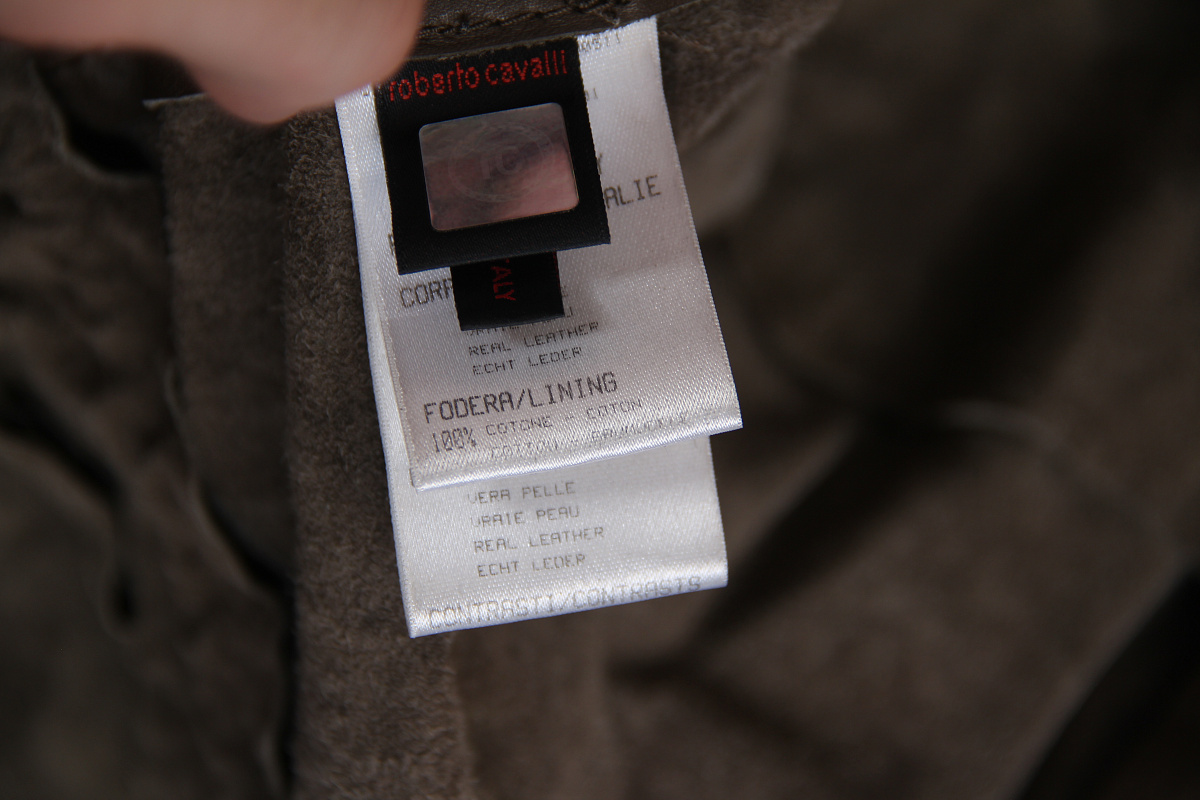 roberto cavalli
ALIE
ITALY
REAL LEATHER
ECHT LEDER
FODERA/LINING
100% COTONE COTON
VERA PELLE
VRAIE PEAU
REAL LEATHER
ECHT LEDER
CONTRASTI/CONTRASTS